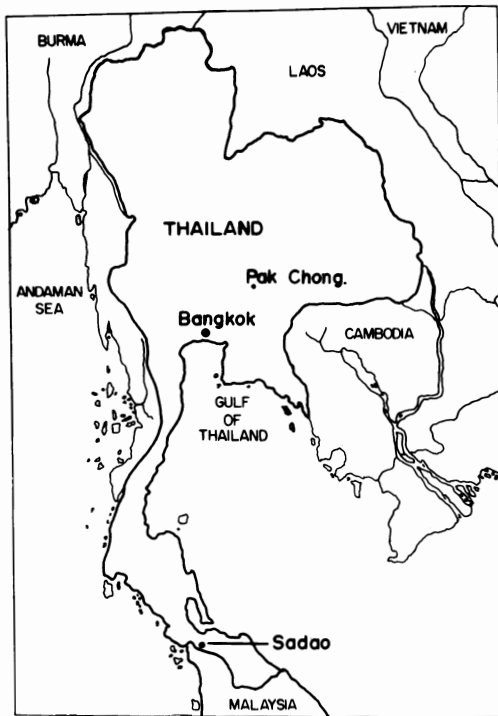 BURMA
VIETNAM
LAOS
THAILAND
Pak Chong.
ANDAMAN
SEA
Bangkok
CAMBODIA
GULF
OF
THAILAND
Sadao
MALAYSIA